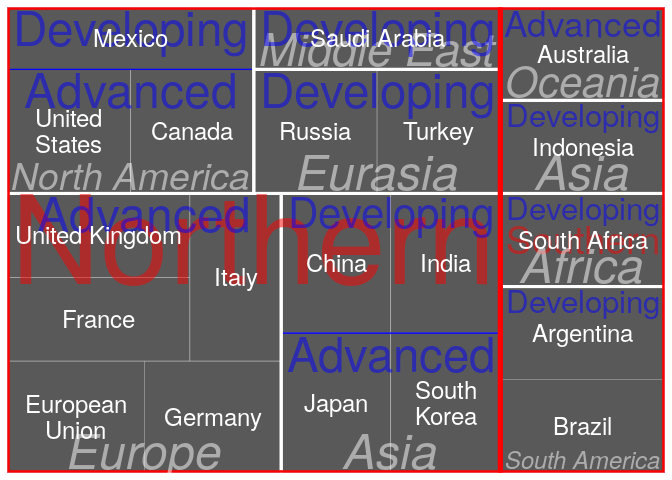 Developing
Mexico
Advanced
United
States
Canada
North America
Developing
Saudi Arabia
Middle East
Developing
Russia
Turkey
Eurasia
Advanced
Australia
Oceania
Developing
Indonesia
Asia
Northern
Advanced
United Kingdom
Italy
France
European
Union
Germany
Europe
Developing
China
India
Advanced
Japan
South
Korea
Asia
Southern
Developing
South Africa
Africa
Developing
Argentina
Brazil
South America